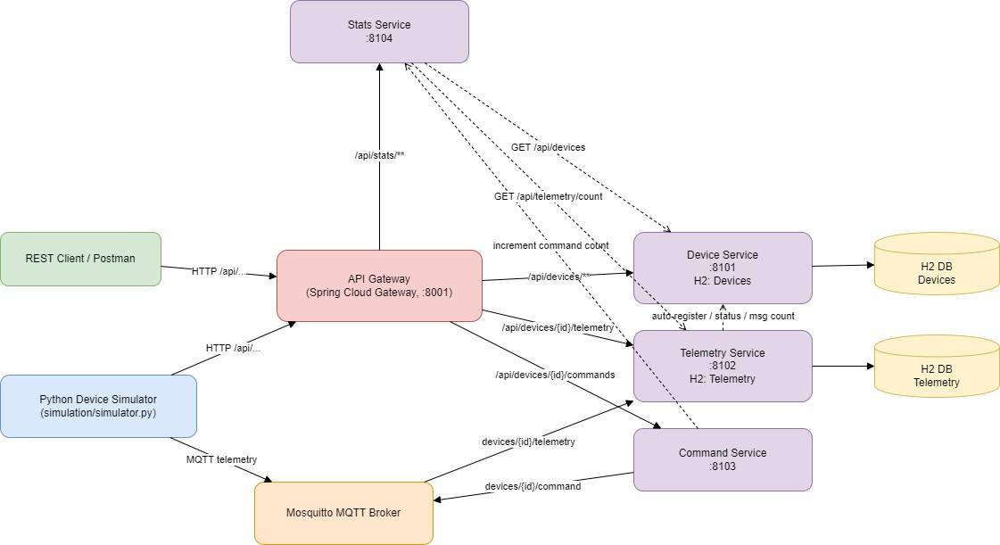 Stats Service
:8104
GET /api/devices
/api/stats/**
GET /api/telemetry/count
increment command count
REST Client / Postman
HTTP /api/...
API Gateway
(Spring Cloud Gateway, :8001)
/api/devices/**
Device Service
:8101
H2: Devices
H2 DB
Devices
auto-register / status / msg count
/api/devices/{id}/telemetry
HTTP /api/...
Telemetry Service
:8102
H2: Telemetry
H2 DB
Telemetry
/api/devices/{id}/commands
Python Device Simulator
(simulation/simulator.py)
devices/{id}/telemetry
MQTT telemetry
Command Service
:8103
devices/{id}/command
Mosquitto MQTT Broker